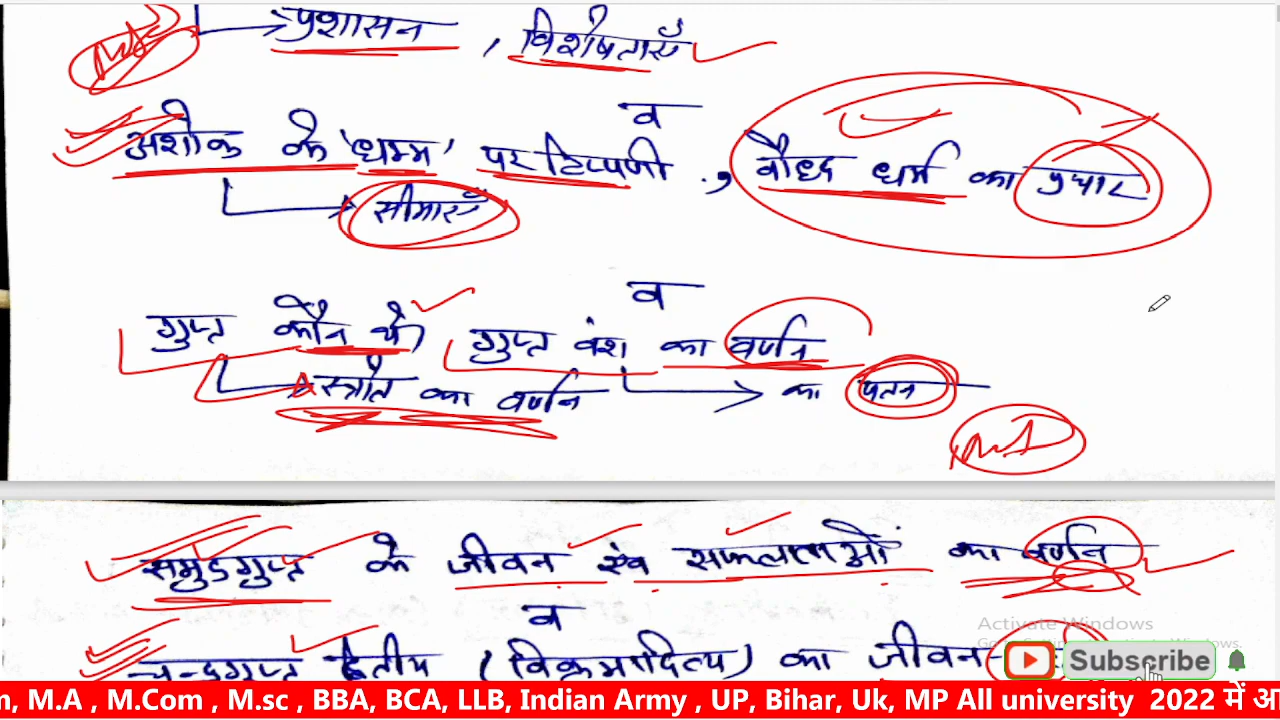 प्रशासन , विशेषताएँ
व
अशोक के 'धम्म' पर टिप्पणी , बौध्द धर्म का प्रचार
सीमाएँ
व
गुप्त कौन थे, गुप्त वंश का वर्णन
स्त्रोत का वर्णन का पतन
समुद्रगुप्त के जीवन एंव सफलताओं का वर्णन
व
चन्द्रगुप्त द्वितीय (विक्रमादित्य) का जीवन-
Activate Windows
Subscribe
M.A , M.Com , M.sc , BBA, BCA, LLB, Indian Army , UP, Bihar, Uk, MP All university 2022 में